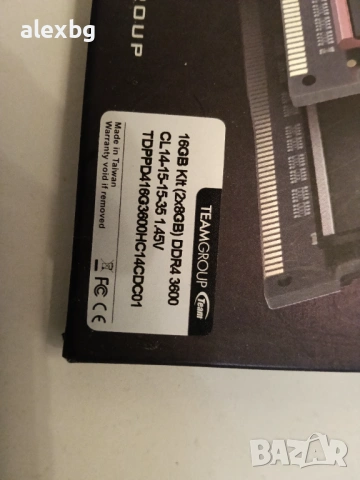 alexbg
ROUP
TEAMGROUP Team
16GB Kit (2x8GB) DDR4 3600
CL14-15-15-35 1.45V
TDPPD416G3600HC14CDC01
Made in Taiwan
Warranty void if removed
FC CE
BAZAR